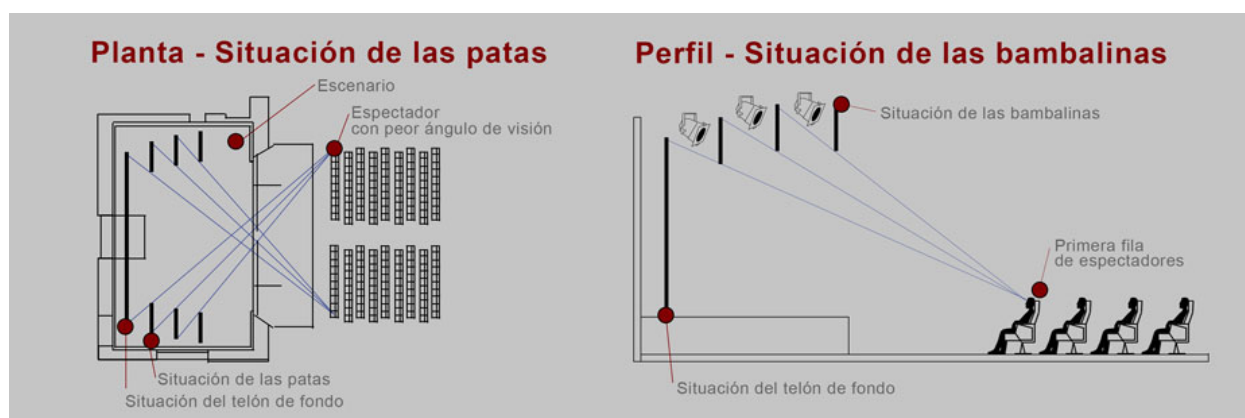 Planta - Situación de las patas
Escenario
Espectador
con peor ángulo de visión
Situación de las patas
Situación del telón de fondo
Perfil - Situación de las bambalinas
Situación de las bambalinas
Primera fila
de espectadores
Situación del telón de fondo